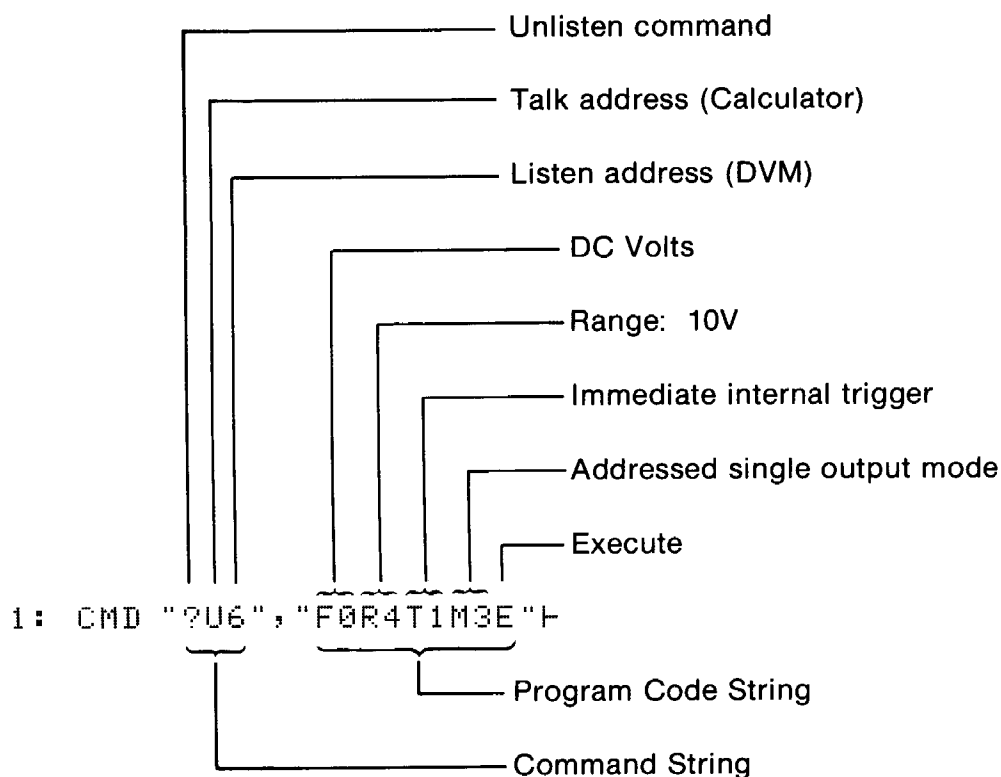 Unlisten command
Talk address (Calculator)
Listen address (DVM)
DC Volts
Range: 10V
Immediate internal trigger
Addressed single output mode
Execute
1: CMD "?U6","F0R4T1M3E"⊢
Program Code String
Command String